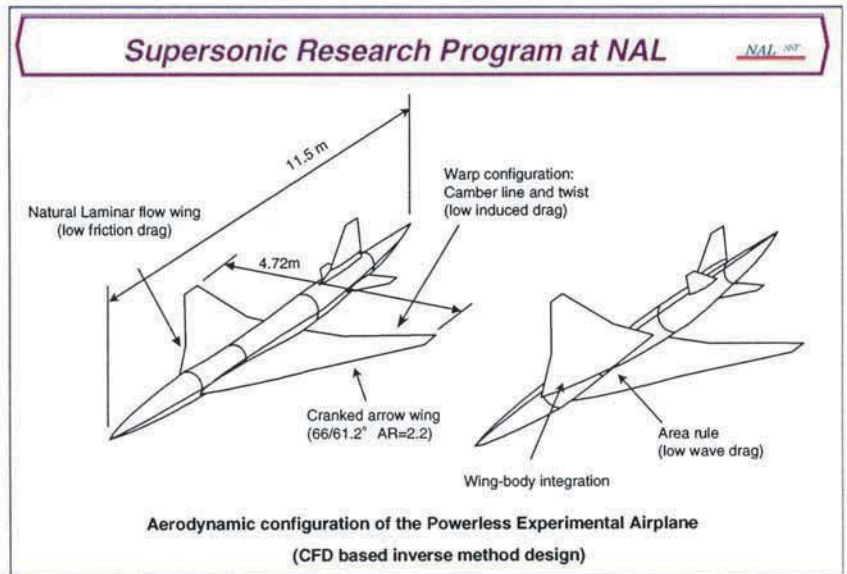 Supersonic Research Program at NAL
NAL
11.5 m
Warp configuration:
Camber line and twist
(low induced drag)
Natural Laminar flow wing
(low friction drag)
4.72m
Cranked arrow wing
(66/61.2° AR=2.2)
Area rule
(low wave drag)
Wing-body integration
Aerodynamic configuration of the Powerless Experimental Airplane
(CFD based inverse method design)